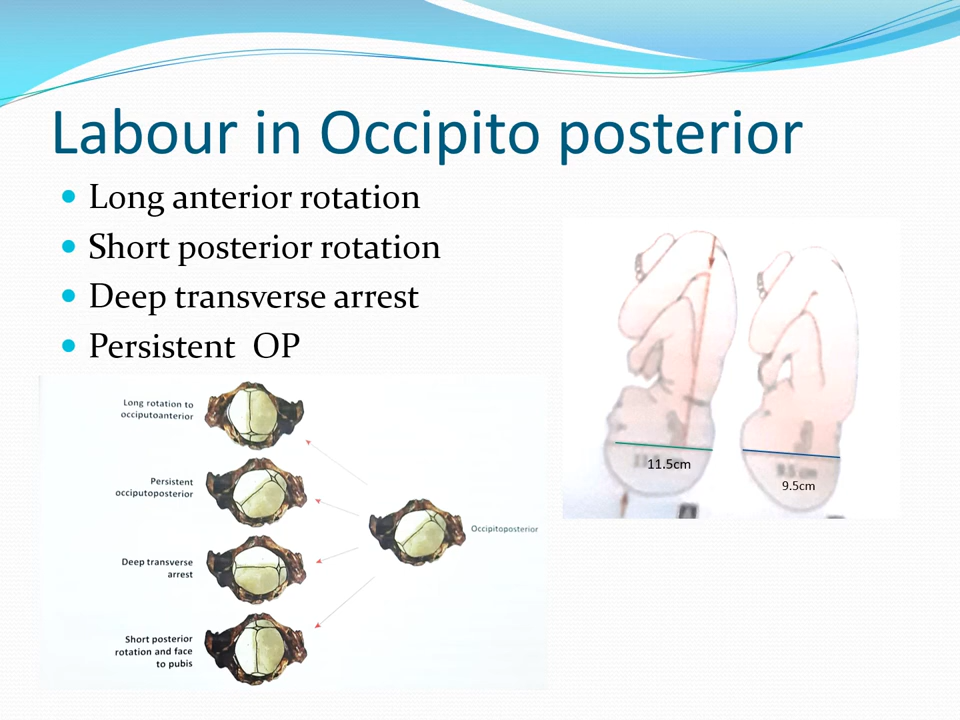 Labour in Occipito posterior
Long anterior rotation
Short posterior rotation
Deep transverse arrest
Persistent OP
Long rotation to
occiputoanterior
Persistent
occiputoposterior
Deep transverse
arrest
Short posterior
rotation and face
to pubis
Occipitoposterior
11.5cm
9.5cm